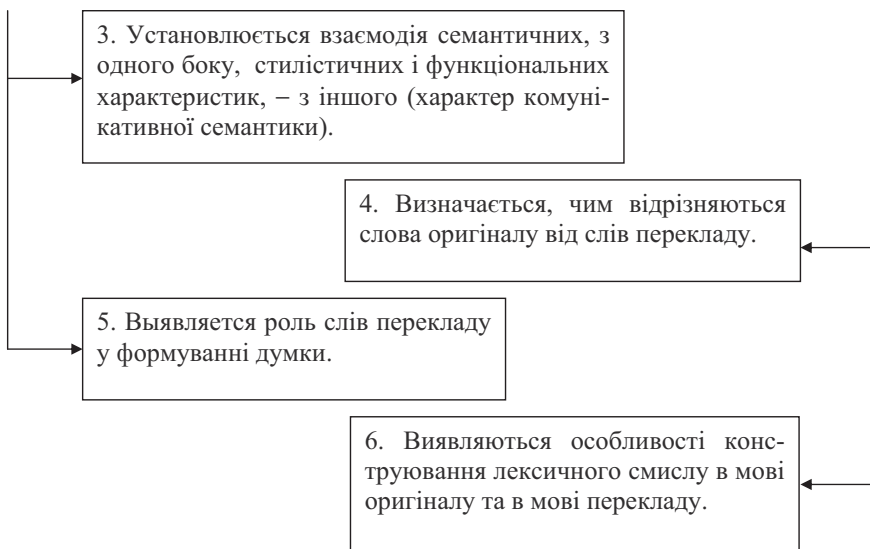 3. Установлюється взаємодія семантичних, з
одного боку, стилістичних і функціональних
характеристик, – з іншого (характер комуні-
кативної семантики).
4. Визначається, чим відрізняються
слова оригіналу від слів перекладу.
5. Выявляется роль слів перекладу
у формуванні думки.
6. Виявляються особливості конс-
труювання лексичного смислу в мові
оригіналу та в мові перекладу.